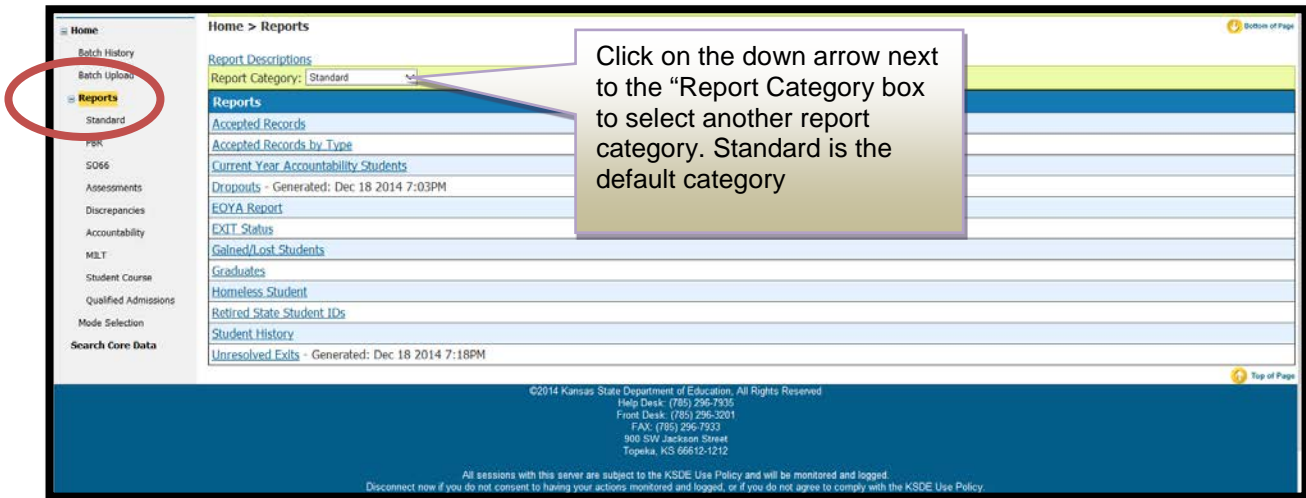 Home
Batch History
Batch Upload
Reports
Standard
PBR
SO66
Assessments
Discrepancies
Accountability
MILT
Student Course
Qualified Admissions
Mode Selection
Search Core Data
Home > Reports
Bottom of Page
Report Descriptions
Report Category: Standard
Reports
Accepted Records
Accepted Records by Type
Current Year Accountability Students
Dropouts - Generated: Dec 18 2014 7:03PM
EOYA Report
EXIT Status
Gained/Lost Students
Graduates
Homeless Student
Retired State Student IDs
Student History
Unresolved Exits - Generated: Dec 18 2014 7:18PM
Click on the down arrow next
to the “Report Category box
to select another report
category. Standard is the
default category
Top of Page
©2014 Kansas State Department of Education, All Rights Reserved
Help Desk: (785) 296-7935
Front Desk: (785) 296-3201
FAX: (785) 296-7933
900 SW Jackson Street
Topeka, KS 66612-1212
All sessions with this server are subject to the KSDE Use Policy and will be monitored and logged.
Disconnect now if you do not consent to having your actions monitored and logged, or if you do not agree to comply with the KSDE Use Policy.